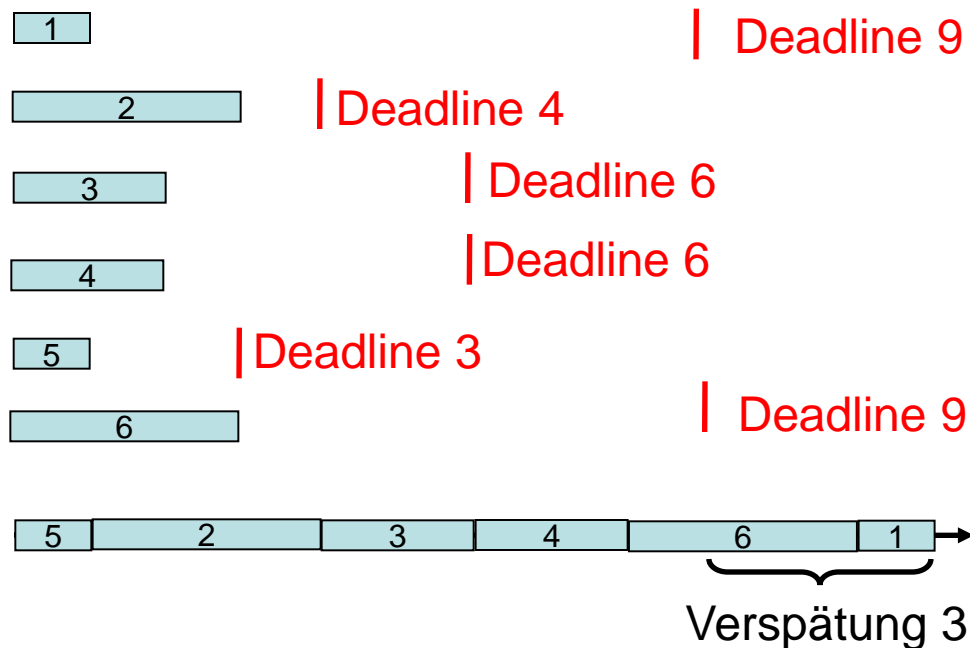 1
Deadline 9
2
Deadline 4
3
Deadline 6
4
Deadline 6
5
Deadline 3
6
Deadline 9
5 2 3 4 6 1
Verspätung 3